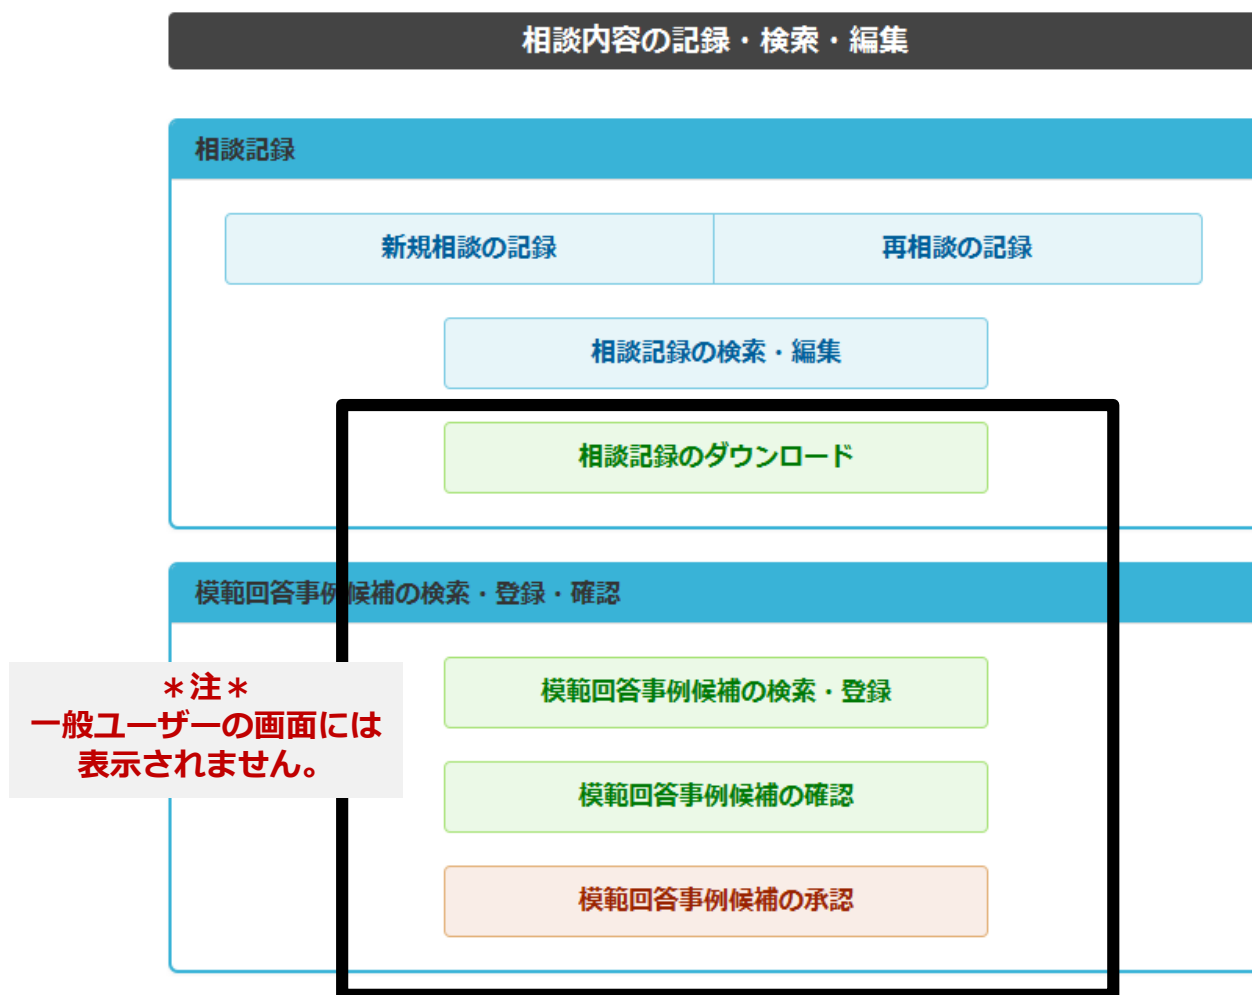 相談内容の記録・検索・編集
相談記録
新規相談の記録
再相談の記録
相談記録の検索・編集
相談記録のダウンロード
模範回答事例候補の検索・登録・確認
模範回答事例候補の検索・登録
＊注＊
一般ユーザーの画面には
表示されません。
模範回答事例候補の確認
模範回答事例候補の承認